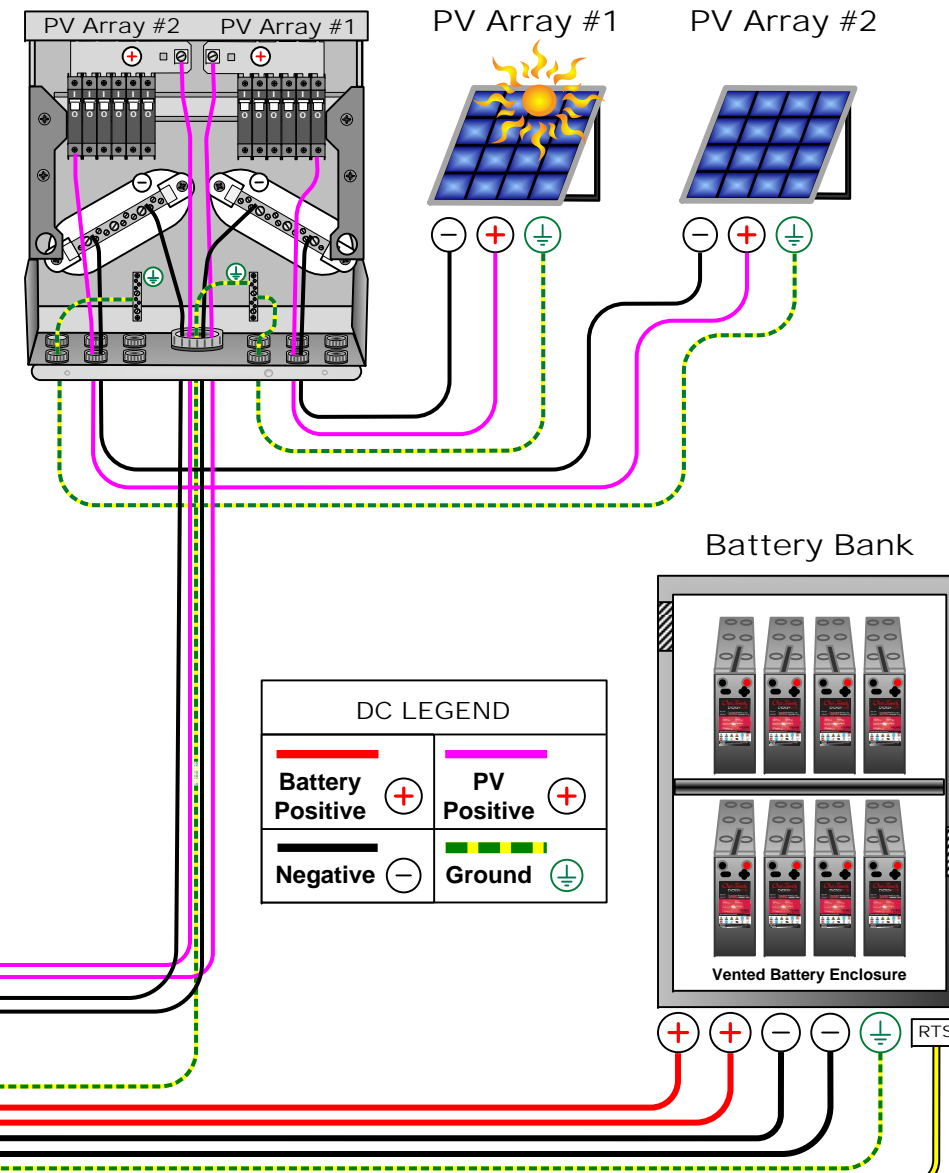 PV Array #2 PV Array #1
PV Array #1
PV Array #2
Battery Bank
DC LEGEND
Battery
Positive
PV
Positive
Negative
Ground
Vented Battery Enclosure
RTS